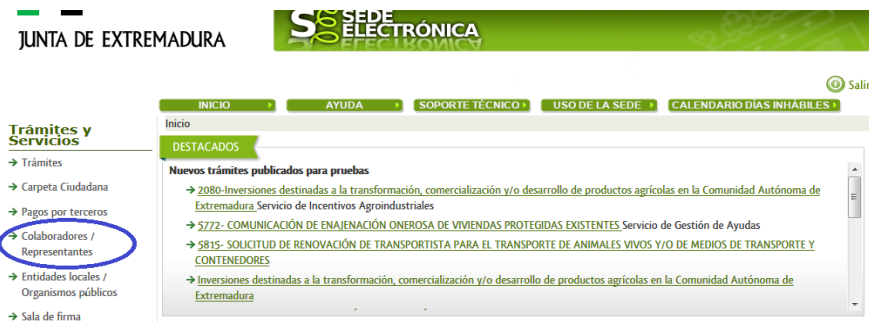 JUNTA DE EXTREMADURA
SEDE
ELECTRÓNICA
Salir
INICIO
AYUDA
SOPORTE TÉCNICO
USO DE LA SEDE
CALENDARIO DÍAS INHÁBILES
Trámites y
Servicios
Trámites
Carpeta Ciudadana
Pagos por terceros
Colaboradores /
Representantes
Entidades locales /
Organismos públicos
Sala de firma
Inicio
DESTACADOS
Nuevos trámites publicados para pruebas
2080-Inversiones destinadas a la transformación, comercialización y/o desarrollo de productos agrícolas en la Comunidad Autónoma de
Extremadura Servicio de Incentivos Agroindustriales
5772- COMUNICACIÓN DE ENAJENACIÓN ONEROSA DE VIVIENDAS PROTEGIDAS EXISTENTES Servicio de Gestión de Ayudas
5815- SOLICITUD DE RENOVACIÓN DE TRANSPORTISTA PARA EL TRANSPORTE DE ANIMALES VIVOS Y/O DE MEDIOS DE TRANSPORTE Y
CONTENEDORES
Inversiones destinadas a la transformación, comercialización y/o desarrollo de productos agrícolas en la Comunidad Autónoma de
Extremadura